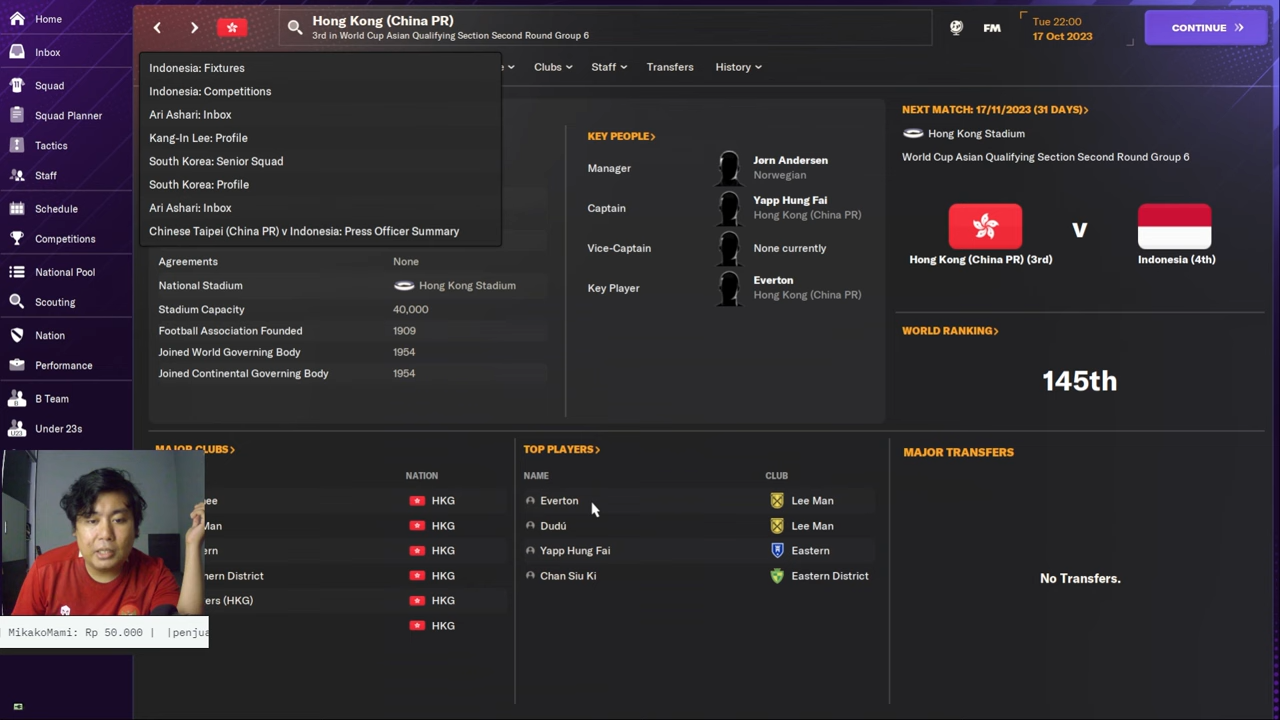 Home
Inbox
Squad
Squad Planner
Tactics
Staff
Schedule
Competitions
National Pool
Scouting
Nation
Performance
B Team
Under 23s
Hong Kong (China PR)
3rd in World Cup Asian Qualifying Section Second Round Group 6
FM
Tue 22:00
17 Oct 2023
CONTINUE
Clubs
Staff
Transfers
History
Indonesia: Fixtures
Indonesia: Competitions
Ari Ashari: Inbox
Kang-In Lee: Profile
South Korea: Senior Squad
South Korea: Profile
Ari Ashari: Inbox
Chinese Taipei (China PR) v Indonesia: Press Officer Summary
Agreements None
National Stadium Hong Kong Stadium
Stadium Capacity 40,000
Football Association Founded 1909
Joined World Governing Body 1954
Joined Continental Governing Body 1954
KEY PEOPLE>
Manager Jørn Andersen
Norwegian
Captain Yapp Hung Fai
Hong Kong (China PR)
Vice-Captain None currently
Key Player Everton
Hong Kong (China PR)
NEXT MATCH: 17/11/2023 (31 DAYS)>
Hong Kong Stadium
World Cup Asian Qualifying Section Second Round Group 6
V
Hong Kong (China PR) (3rd) Indonesia (4th)
WORLD RANKING>
145th
MAJOR CLUBS>
NATION
HKG
HKG
HKG
HKG
(HKG) HKG
HKG
TOP PLAYERS>
NAME CLUB
Everton Lee Man
Dudú Lee Man
Yapp Hung Fai Eastern
Chan Siu Ki Eastern District
MAJOR TRANSFERS
No Transfers.
MikakoMami: Rp 50.000 | |penjua